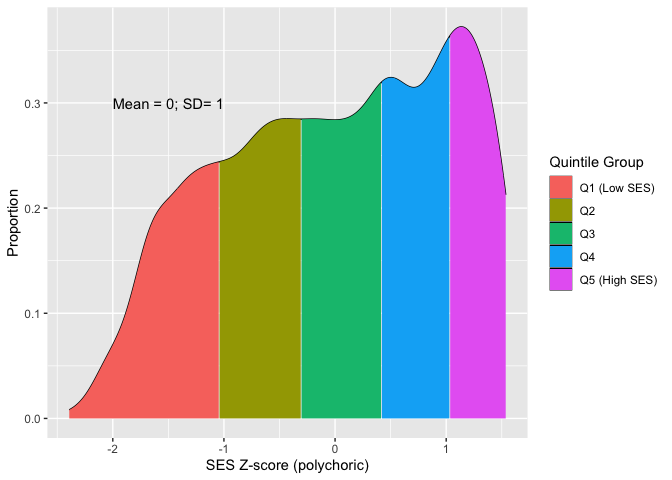 Mean = 0; SD= 1
Proportion
0.3
0.2
0.1
0.0
-2
-1
0
1
SES Z-score (polychoric)
Quintile Group
Q1 (Low SES)
Q2
Q3
Q4
Q5 (High SES)